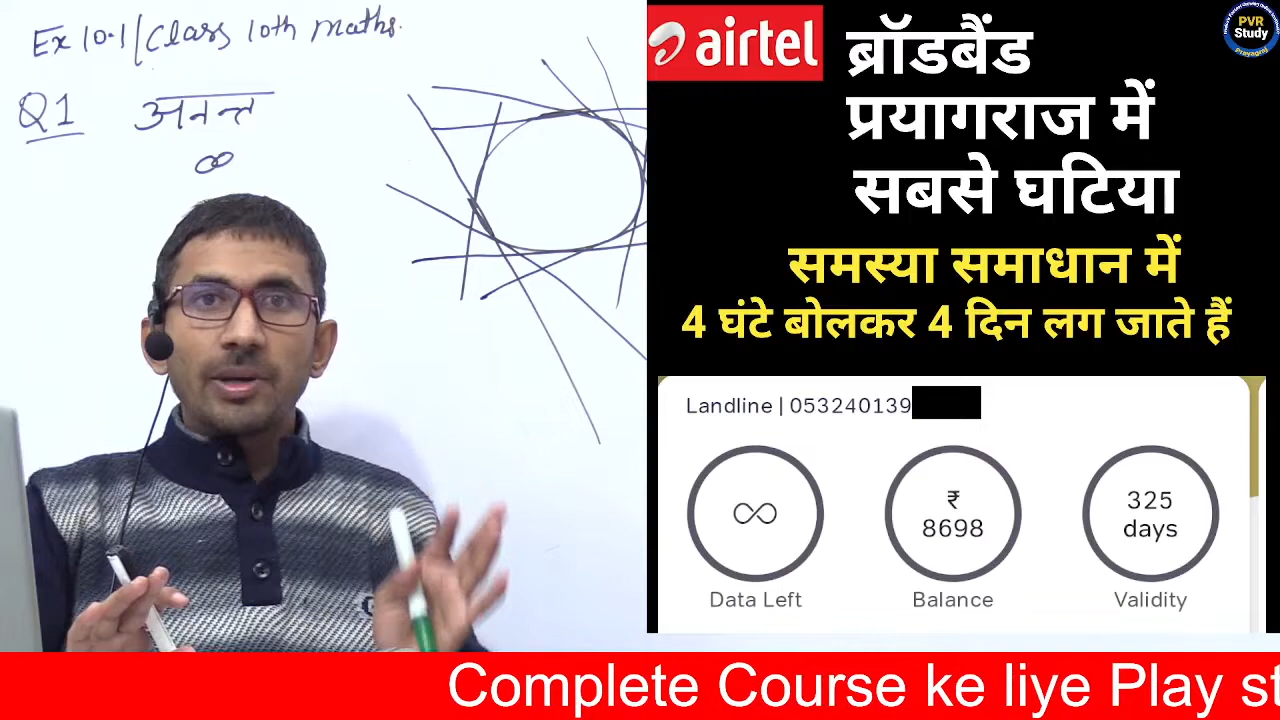 Ex 10.1/Class 10th maths.
Q1 अनन्त
∞
airtel ब्रॉडबैंड
प्रयागराज में
सबसे घटिया
समस्या समाधान में
4 घंटे बोलकर 4 दिन लग जाते हैं
PVR
Study
Prayagraj
Landline | 053240139
∞
₹
8698
325
days
Data Left
Balance
Validity
Complete Course ke liye Play st